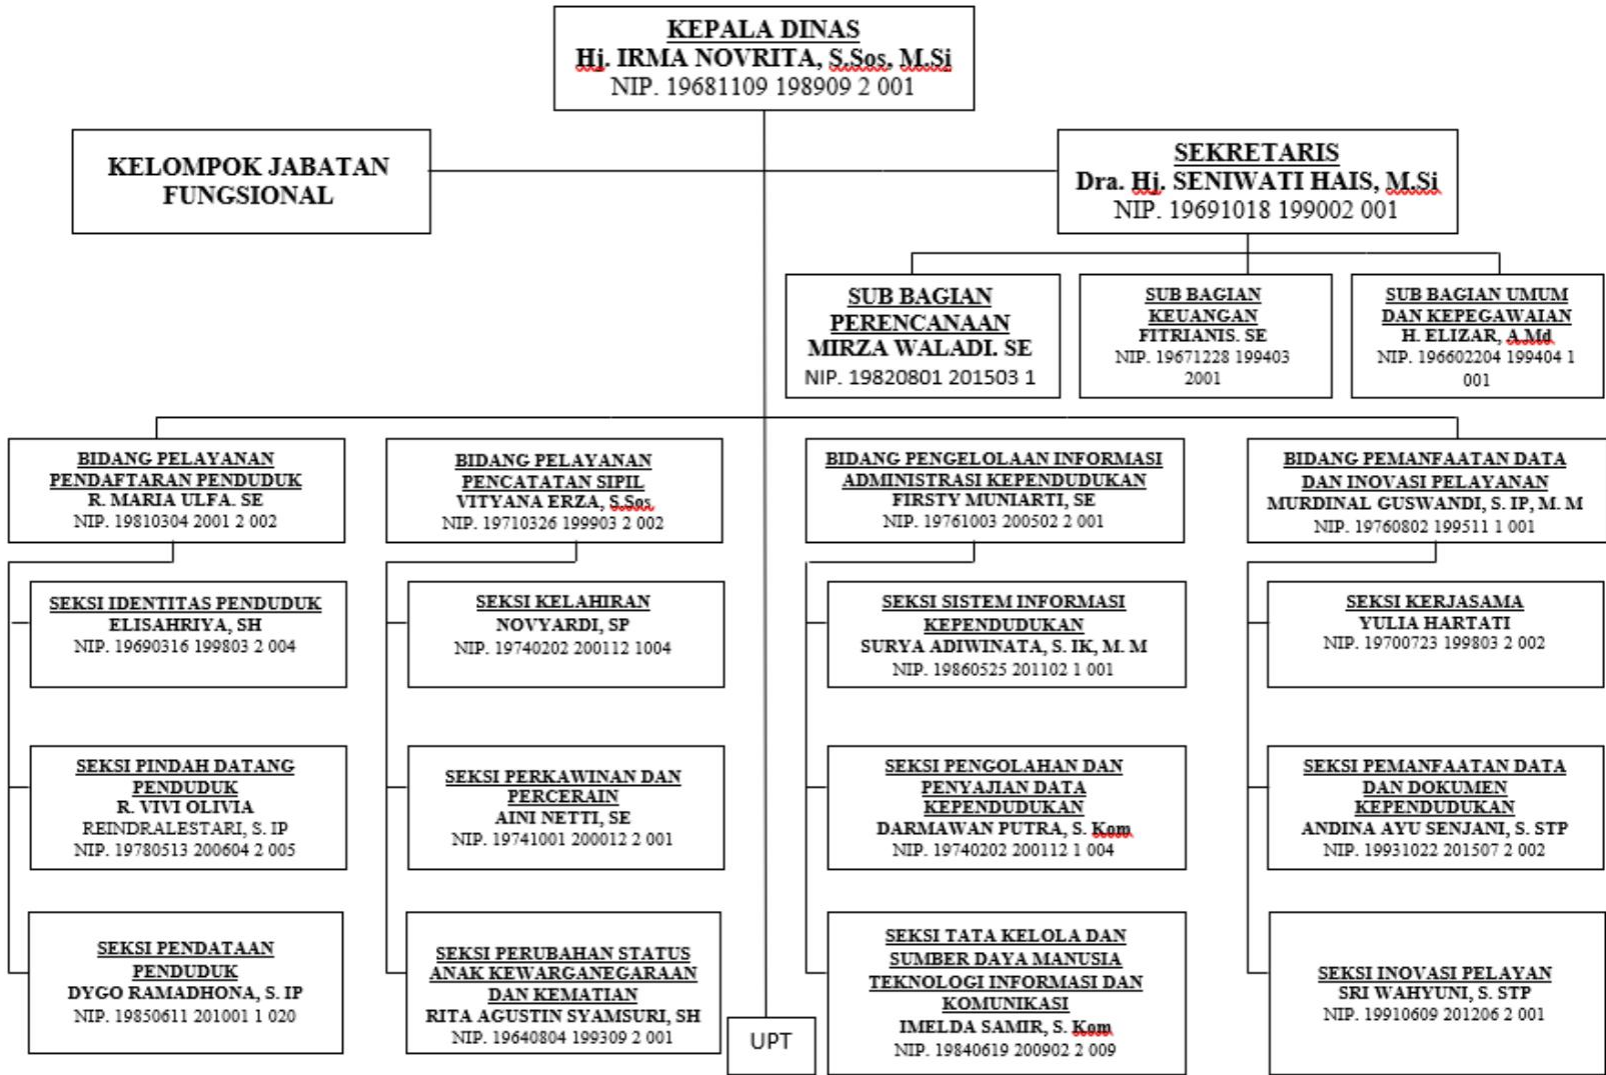 KEPALA DINAS
Hj. IRMA NOVRITA, S.Sos, M.Si
NIP. 19681109 198909 2 001
KELOMPOK JABATAN
FUNGSIONAL
SEKRETARIS
Dra. Hj. SENIWATI HAIS, M.Si
NIP. 19691018 199002 001
SUB BAGIAN
PERENCANAAN
MIRZA WALADI. SE
NIP. 19820801 201503 1
SUB BAGIAN
KEUANGAN
FITRIANIS. SE
NIP. 19671228 199403
2001
SUB BAGIAN UMUM
DAN KEPEGAWAIAN
H. ELIZAR, A.Md
NIP. 196602204 199404 1
001
BIDANG PELAYANAN
PENDAFTARAN PENDUDUK
R. MARIA ULFA. SE
NIP. 19810304 2001 2 002
BIDANG PELAYANAN
PENCATATAN SIPIL
VITYANA ERZA, S.Sos
NIP. 19710326 199903 2 002
BIDANG PENGELOLAAN INFORMASI
ADMINISTRASI KEPENDUDUKAN
FIRSTY MUNIARTI, SE
NIP. 19761003 200502 2 001
BIDANG PEMANFAATAN DATA
DAN INOVASI PELAYANAN
MURDINAL GUSWANDI, S. IP, M. M
NIP. 19760802 199511 1 001
SEKSI IDENTITAS PENDUDUK
ELISAHRIYA, SH
NIP. 19690316 199803 2 004
SEKSI KELAHIRAN
NOVYARDI, SP
NIP. 19740202 200112 1004
SEKSI SISTEM INFORMASI
KEPENDUDUKAN
SURYA ADIWINATA, S. IK, M. M
NIP. 19860525 201102 1 001
SEKSI KERJASAMA
YULIA HARTATI
NIP. 19700723 199803 2 002
SEKSI PINDAH DATANG
PENDUDUK
R. VIVI OLIVIA
REINDRALESTARI, S. IP
NIP. 19780513 200604 2 005
SEKSI PERKAWINAN DAN
PERCERAIN
AINI NETTI, SE
NIP. 19741001 200012 2 001
SEKSI PENGOLAHAN DAN
PENYAJIAN DATA
KEPENDUDUKAN
DARMAWAN PUTRA, S. Kom
NIP. 19740202 200112 1 004
SEKSI PEMANFAATAN DATA
DAN DOKUMEN
KEPENDUDUKAN
ANDINA AYU SENJANI, S. STP
NIP. 19931022 201507 2 002
SEKSI PENDATAAN
PENDUDUK
DYGO RAMADHONA, S. IP
NIP. 19850611 201001 1 020
SEKSI PERUBAHAN STATUS
ANAK KEWARGANEGARAAN
DAN KEMATIAN
RITA AGUSTIN SYAMSURI, SH
NIP. 19640804 199309 2 001
UPT
SEKSI TATA KELOLA DAN
SUMBER DAYA MANUSIA
TEKNOLOGI INFORMASI DAN
KOMUNIKASI
IMELDA SAMIR, S. Kom
NIP. 19840619 200902 2 009
SEKSI INOVASI PELAYAN
SRI WAHYUNI, S. STP
NIP. 19910609 201206 2 001